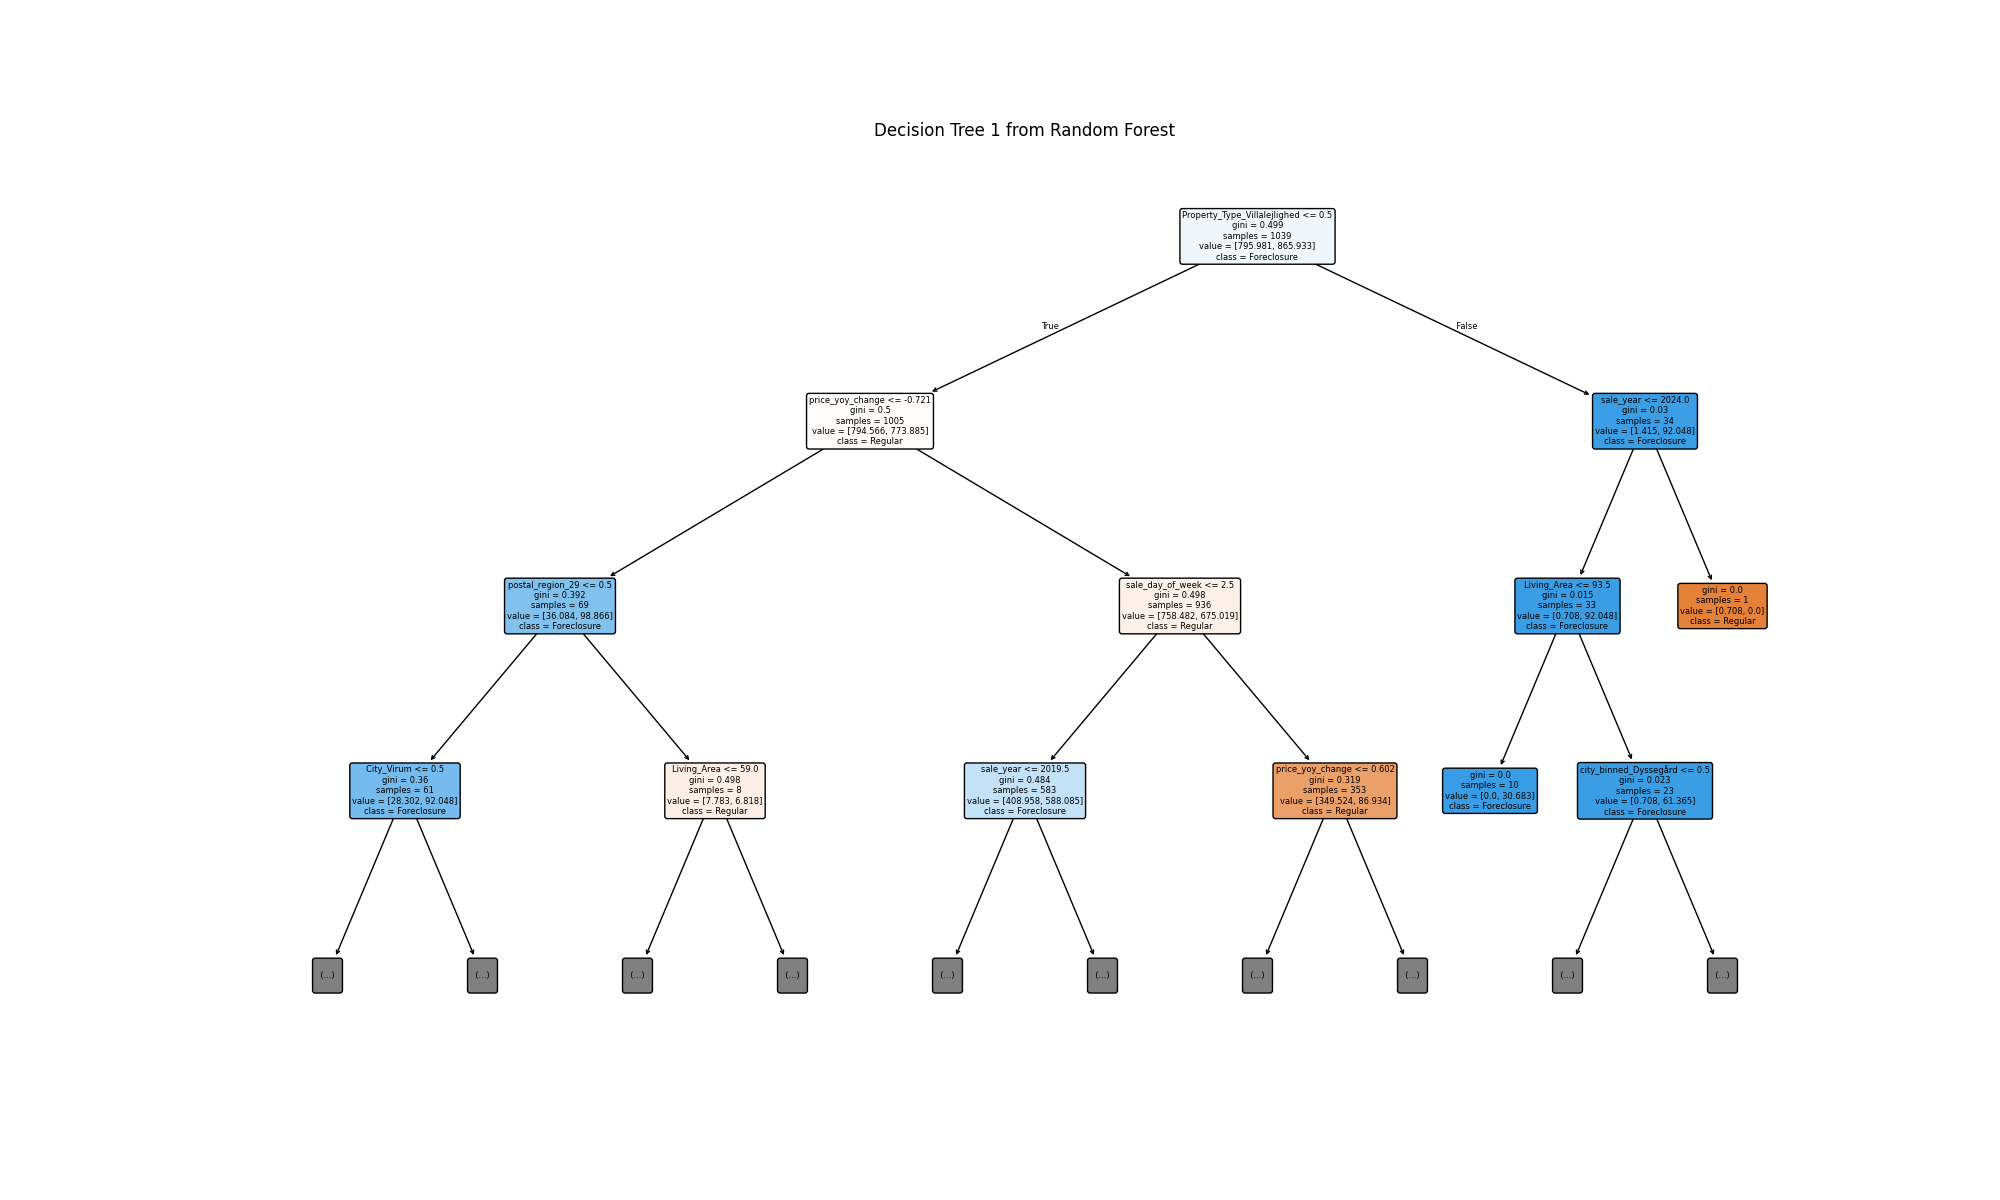 Decision Tree 1 from Random Forest
Property_Type_Villalejlighed <= 0.5
gini = 0.499
samples = 1039
value = [795.981, 865.933]
class = Foreclosure
True
False
price_yoy_change <= -0.721
gini = 0.5
samples = 1005
value = [794.566, 773.885]
class = Regular
sale_year <= 2024.0
gini = 0.03
samples = 34
value = [1.415, 92.048]
class = Foreclosure
postal_region_29 <= 0.5
gini = 0.392
samples = 69
value = [36.084, 98.866]
class = Foreclosure
sale_day_of_week <= 2.5
gini = 0.498
samples = 936
value = [758.482, 675.019]
class = Regular
Living_Area <= 93.5
gini = 0.015
samples = 33
value = [0.708, 92.048]
class = Foreclosure
gini = 0.0
samples = 1
value = [0.708, 0.0]
class = Regular
City_Virum <= 0.5
gini = 0.36
samples = 61
value = [28.302, 92.048]
class = Foreclosure
Living_Area <= 59.0
gini = 0.498
samples = 8
value = [7.783, 6.818]
class = Regular
sale_year <= 2019.5
gini = 0.484
samples = 583
value = [408.958, 588.085]
class = Foreclosure
price_yoy_change <= 0.602
gini = 0.319
samples = 353
value = [349.524, 86.934]
class = Regular
gini = 0.0
samples = 10
value = [0.0, 30.683]
class = Foreclosure
city_binned_Dyssegård <= 0.5
gini = 0.023
samples = 23
value = [0.708, 61.365]
class = Foreclosure
(...)
(...)
(...)
(...)
(...)
(...)
(...)
(...)
(...)
(...)